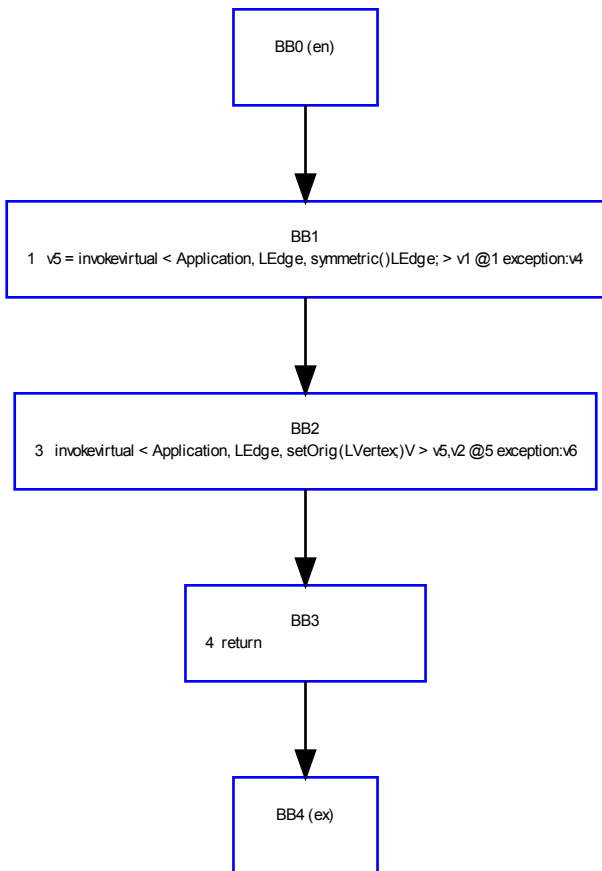 BB0 (en)
BB1
1 v5 = invokevirtual < Application, LEdge, symmetric()LEdge; > v1 @1 exception:v4
BB2
3 invokevirtual < Application, LEdge, setOrig(LVertex;)V > v5,v2 @5 exception:v6
BB3
4 return
BB4 (ex)